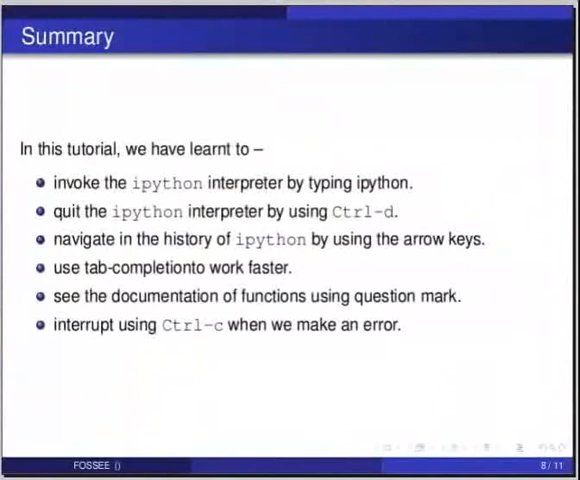 Summary
In this tutorial, we have learnt to –
invoke the ipython interpreter by typing ipython.
quit the ipython interpreter by using Ctrl-d.
navigate in the history of ipython by using the arrow keys.
use tab-completionto work faster.
see the documentation of functions using question mark.
interrupt using Ctrl-c when we make an error.
FOSSEE () 8 / 11